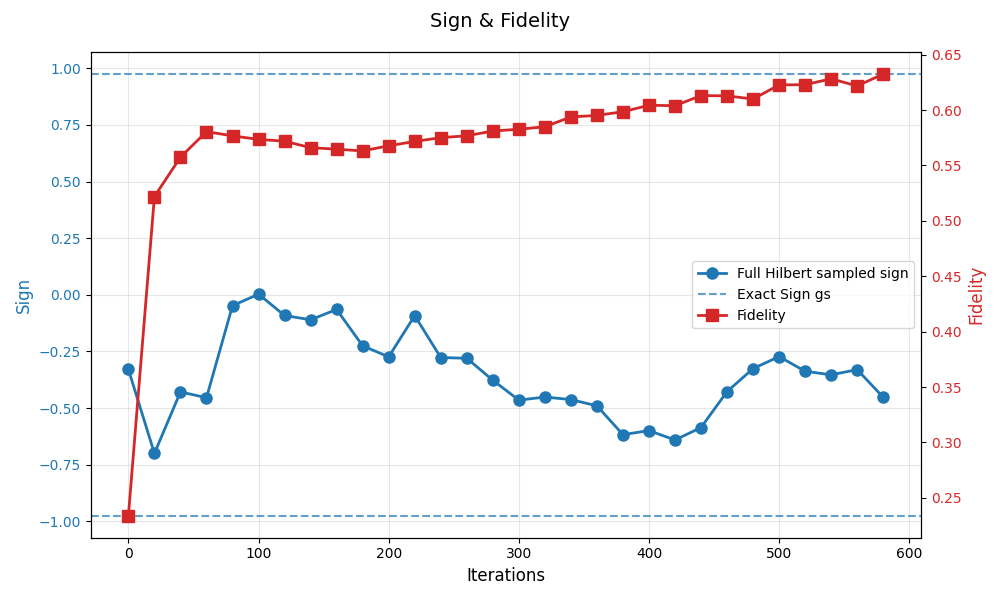 Sign & Fidelity
1.00
0.75
0.50
0.25
0.00
−0.25
−0.50
−0.75
−1.00
Sign
0.65
0.60
0.55
0.50
0.45
0.40
0.35
0.30
0.25
Fidelity
Full Hilbert sampled sign
Exact Sign gs
Fidelity
0 100 200 300 400 500 600
Iterations